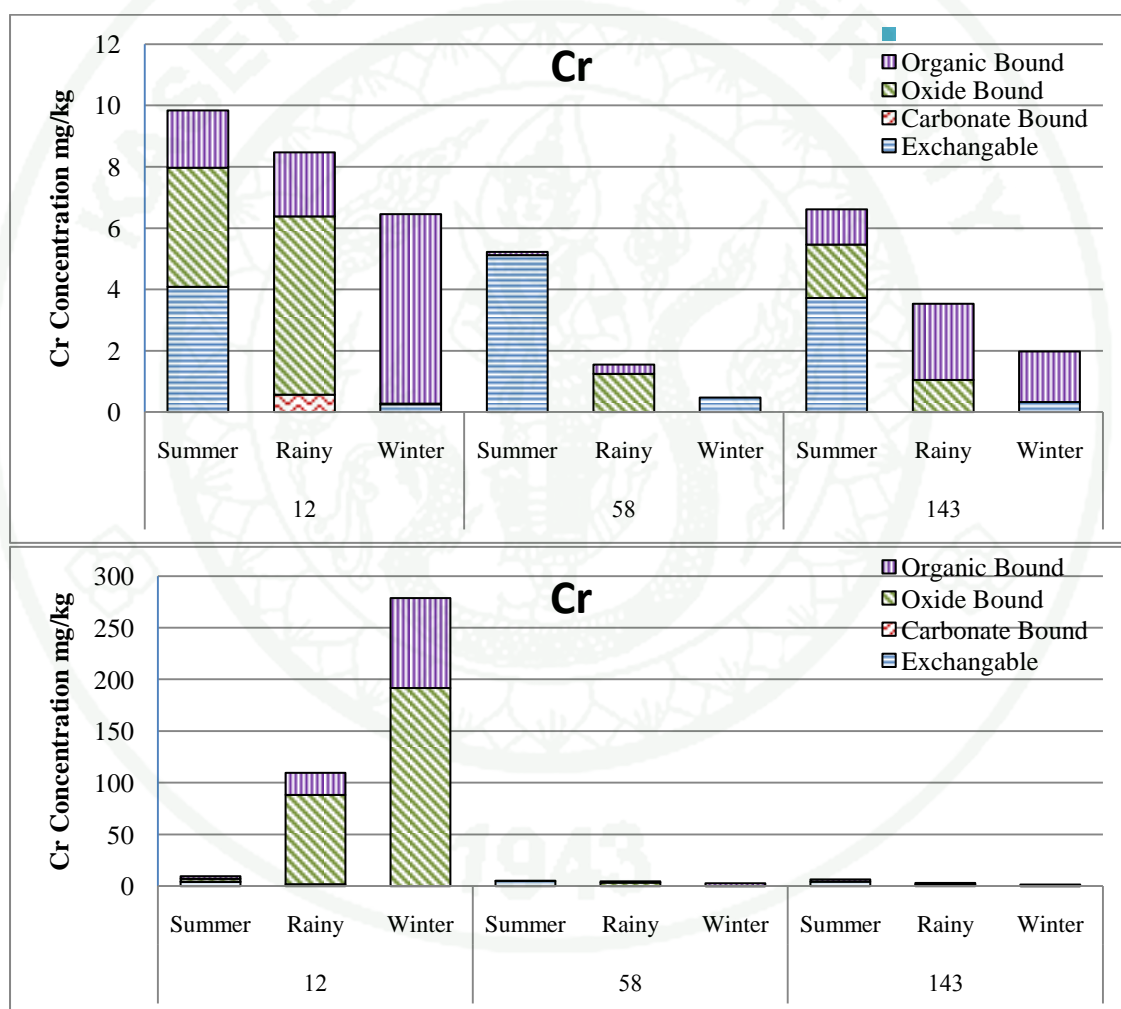 12
10
8
6
4
2
0
Cr Concentration mg/kg
Cr
Organic Bound
Oxide Bound
Carbonate Bound
Exchangable
Summer Rainy Winter Summer Rainy Winter Summer Rainy Winter
12 58 143
300
250
200
150
100
50
0
Cr Concentration mg/kg
Cr
Organic Bound
Oxide Bound
Carbonate Bound
Exchangable
1943
Summer Rainy Winter Summer Rainy Winter Summer Rainy Winter
12 58 143